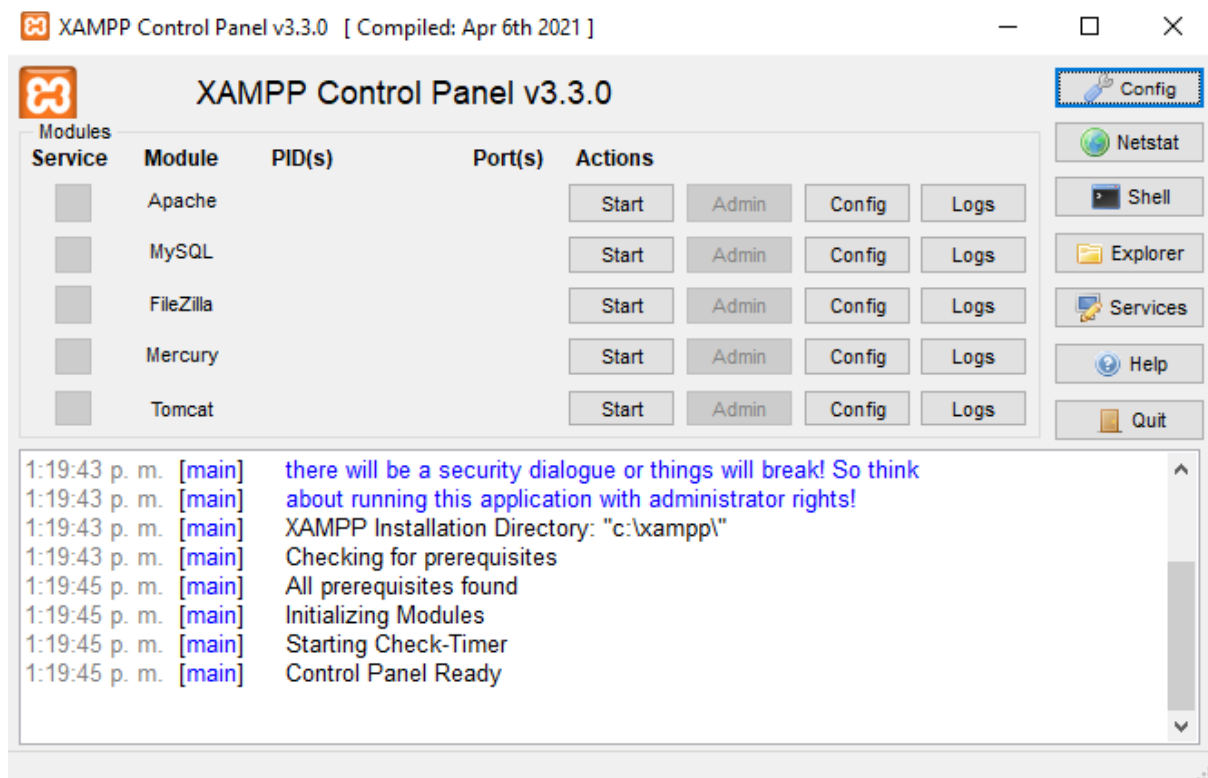 XAMPP Control Panel v3.3.0 [ Compiled: Apr 6th 2021 ]
XAMPP Control Panel v3.3.0
Config
Modules
Service Module PID(s) Port(s) Actions
Netstat
Apache Start Admin Config Logs
Shell
MySQL Start Admin Config Logs
Explorer
FileZilla Start Admin Config Logs
Services
Mercury Start Admin Config Logs
Help
Tomcat Start Admin Config Logs
Quit
1:19:43 p. m. [main] there will be a security dialogue or things will break! So think
1:19:43 p. m. [main] about running this application with administrator rights!
1:19:43 p. m. [main] XAMPP Installation Directory: "c:\xampp\"
1:19:43 p. m. [main] Checking for prerequisites
1:19:45 p. m. [main] All prerequisites found
1:19:45 p. m. [main] Initializing Modules
1:19:45 p. m. [main] Starting Check-Timer
1:19:45 p. m. [main] Control Panel Ready